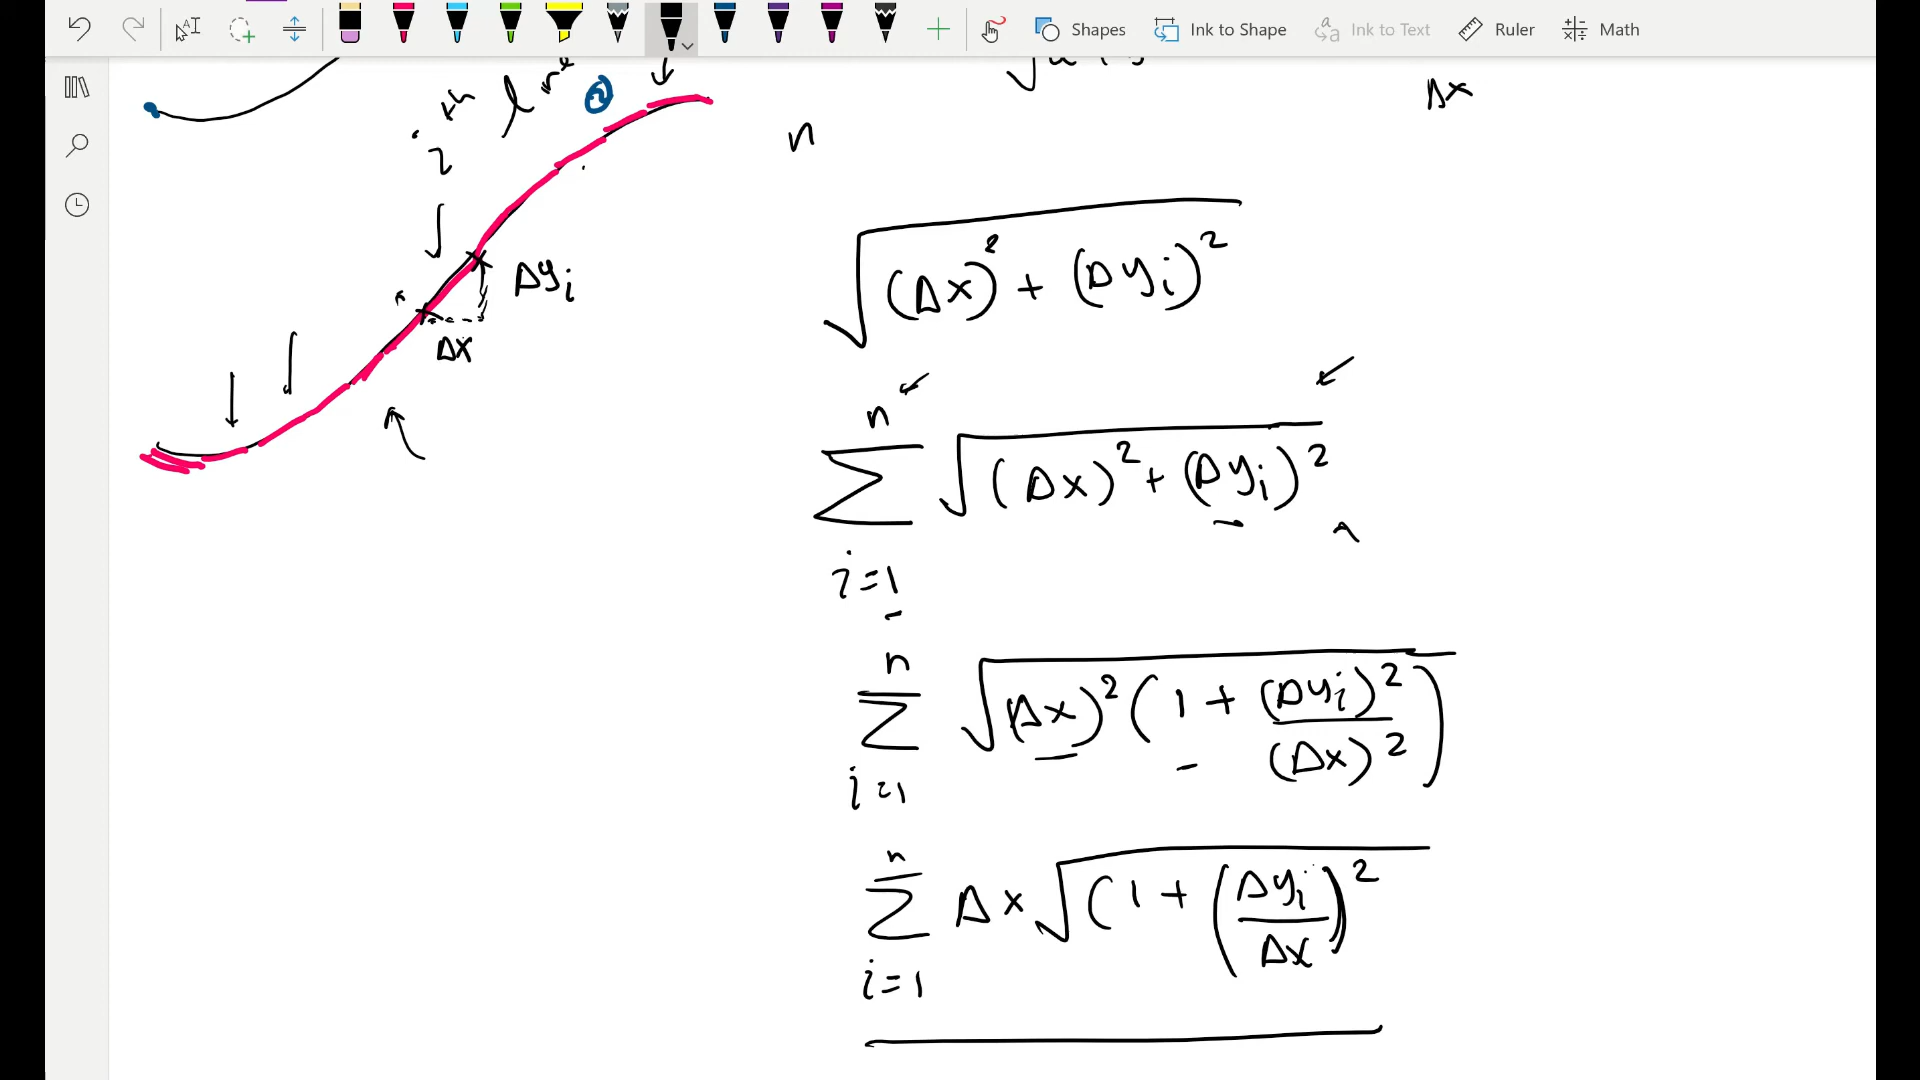 Shapes Ink to Shape Ink to Text Ruler Math
Δx
i th l
n
√((Δx)² + (Δyᵢ)²)
Δyᵢ
Δx
n
∑ √((Δx)² + (Δyᵢ)²)
i=1
n
∑ √((Δx)² (1 + (Δyᵢ)²/(Δx)²))
i=1
n
∑ Δx √(1 + (Δyᵢ/Δx)²
i=1